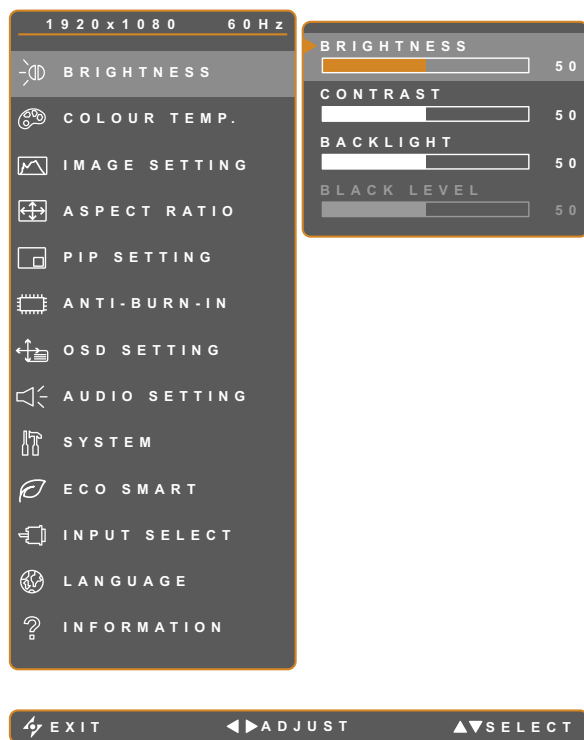 1920x1080 60Hz
BRIGHTNESS
COLOUR TEMP.
IMAGE SETTING
ASPECT RATIO
PIP SETTING
ANTI-BURN-IN
OSD SETTING
AUDIO SETTING
SYSTEM
ECO SMART
INPUT SELECT
LANGUAGE
INFORMATION
BRIGHTNESS
50
CONTRAST
50
BACKLIGHT
50
BLACK LEVEL
50
EXIT ADJUST SELECT